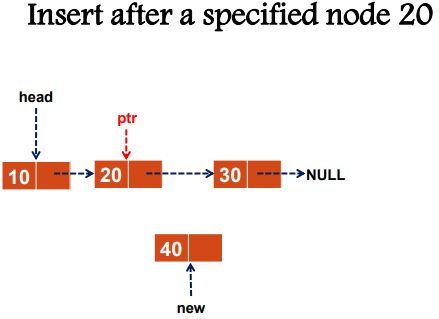 Insert after a specified node 20
head
ptr
10 20 30 NULL
40
new